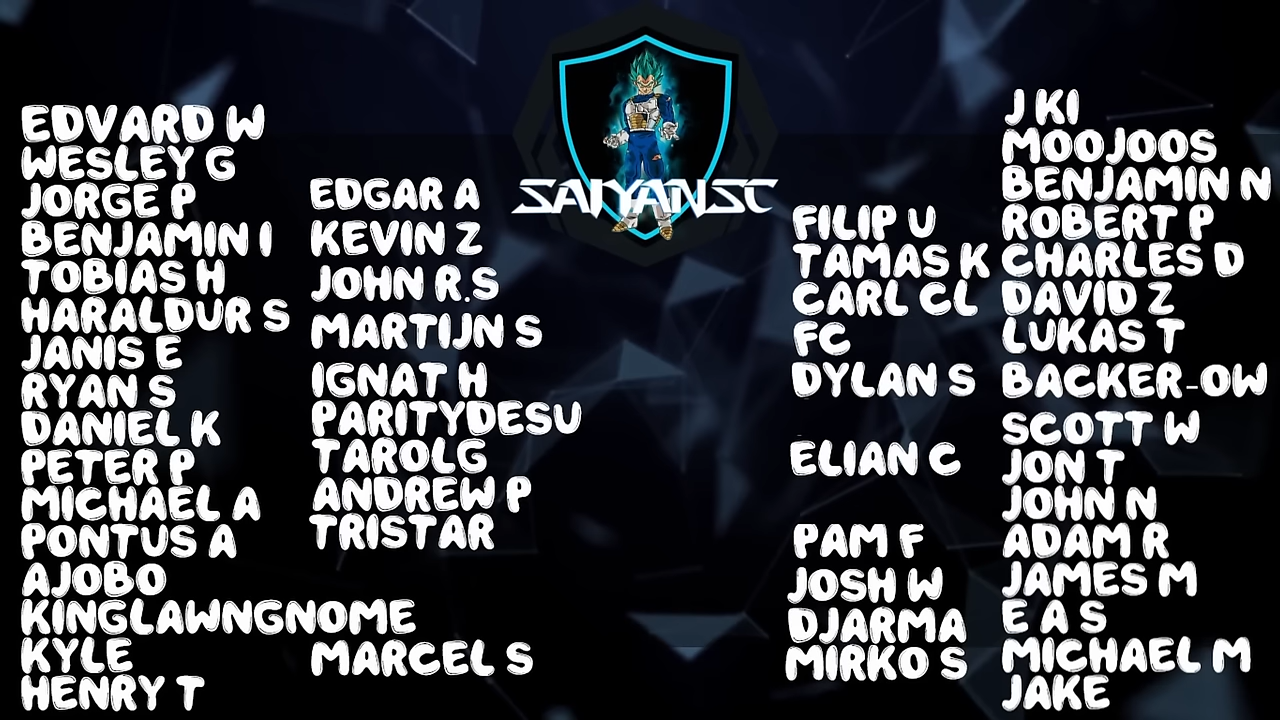 EDVARD W
WESLEY G
JORGE P
BENJAMIN I
TOBIAS H
HARALDUR S
JANIS E
RYAN S
DANIEL K
PETER P
MICHAEL A
PONTUS A
AJOBO
KINGLAWNGNOME
KYLE
HENRY T
EDGAR A
KEVIN Z
JOHN R.S
MARTIJN S
IGNAT H
PARITYDESU
TAROLG
ANDREW P
TRISTAR
MARCEL S
SAIYANSC
FILIP U
TAMAS K
CARL CL
FC
DYLAN S
ELIAN C
PAM F
JOSH W
DJARMA
MIRKO S
J KI
MOOJOOS
BENJAMIN N
ROBERT P
CHARLES D
DAVID Z
LUKAS T
BACKER-OW
SCOTT W
JON T
JOHN N
ADAM R
JAMES M
E A S
MICHAEL M
JAKE